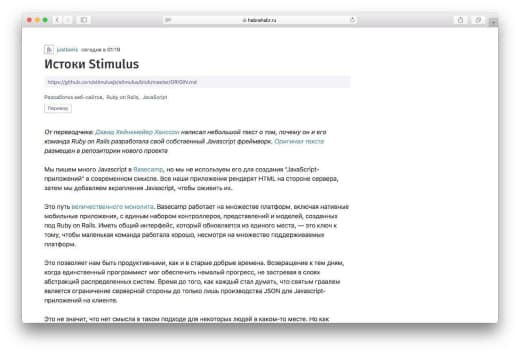 habrahabr.ru
justboris сегодня в 01:19
Истоки Stimulus
https://github.com/stimulusjs/stimulus/blob/master/ORIGIN.md
Разработка веб-сайтов, Ruby on Rails, JavaScript
Перевод
От переводчика: Давид Хейнемейер Ханссон написал небольшой текст о том, почему он и его
команда Ruby on Rails разработала свой собственный Javascript фреймворк. Оригинал текста
размещен в репозитории нового проекта
Мы пишем много Javascript в Basecamp, но мы не используем его для создания "JavaScript-
приложений" в современном смысле. Все наши приложения рендерят HTML на стороне сервера,
затем мы добавляем вкрапления Javascript, чтобы оживить их.
Это путь величественного монолита. Basecamp работает на множестве платформ, включая нативные
мобильные приложения, с единым набором контроллеров, представлений и моделей, созданных
под Ruby on Rails. Иметь общий интерфейс, который обновляется из единого места, — это ключ к
тому, чтобы маленькая команда работала хорошо, несмотря на множество поддерживаемых
платформ.
Это позволяет нам быть продуктивными, как и в старые добрые времена. Возвращение к тем дням,
когда единственный программист мог обеспечить немалый прогресс, не застревая в слоях
абстракций распределенных систем. Время до того, как каждый стал думать, что святым граалем
является ограничение серверной стороны до только лишь производства JSON для Javascript-
приложений на клиенте.
Это не значит, что нет смысла в таком подходе для некоторых людей в каком-то месте. Но как